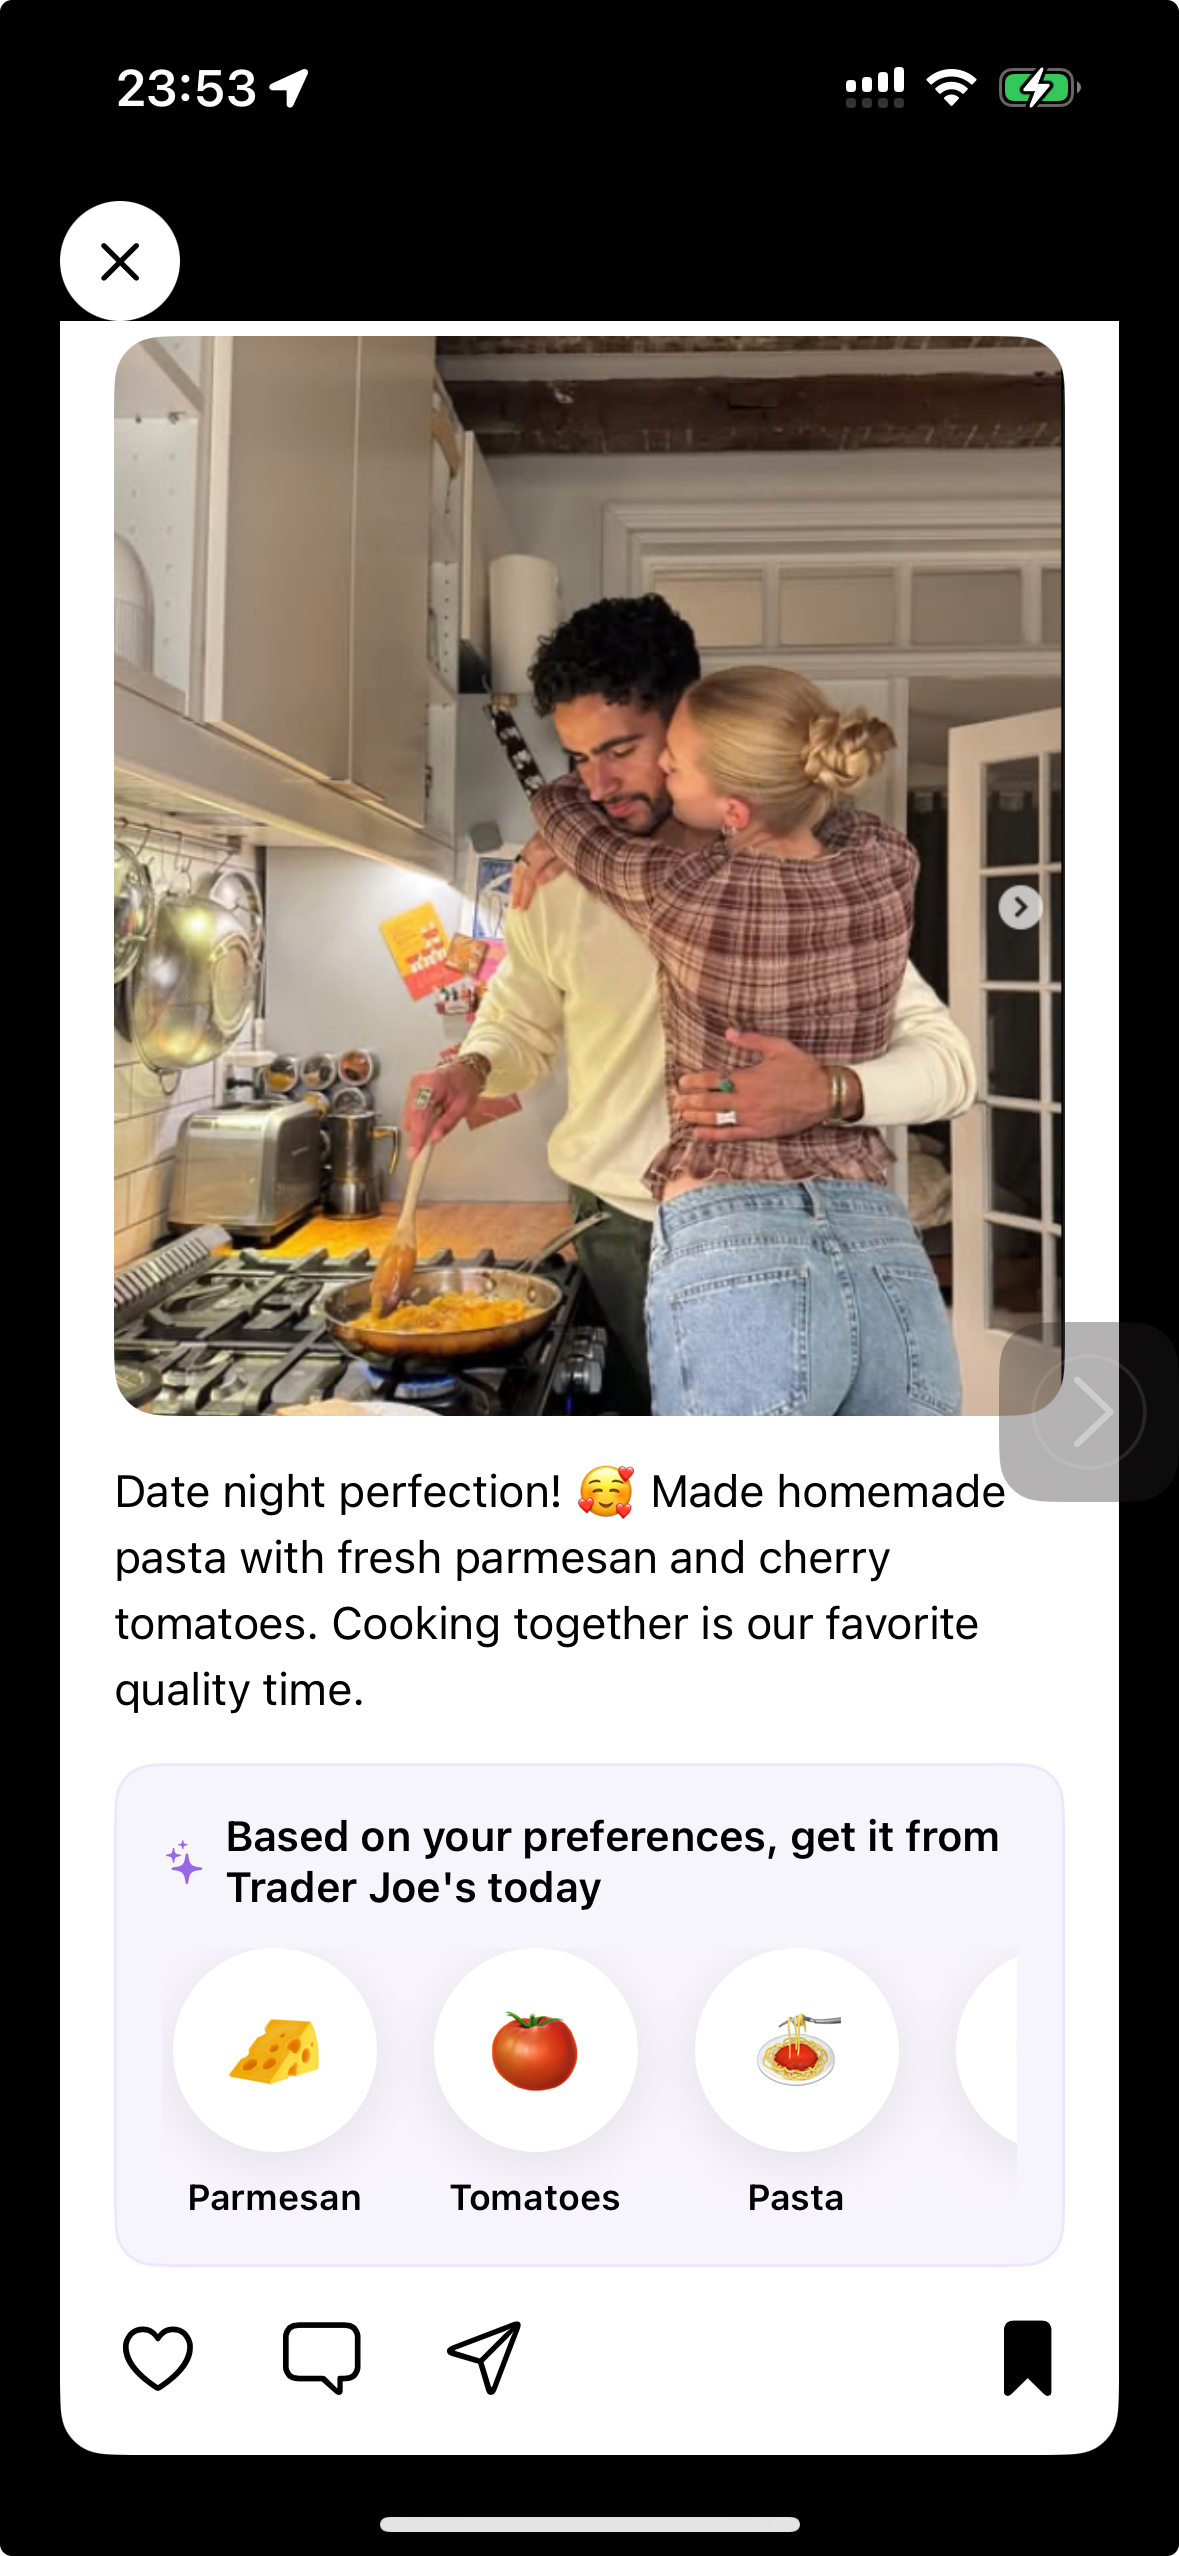 23:53
Date night perfection! 🥰 Made homemade
pasta with fresh parmesan and cherry
tomatoes. Cooking together is our favorite
quality time.
Based on your preferences, get it from
Trader Joe's today
Parmesan
Tomatoes
Pasta